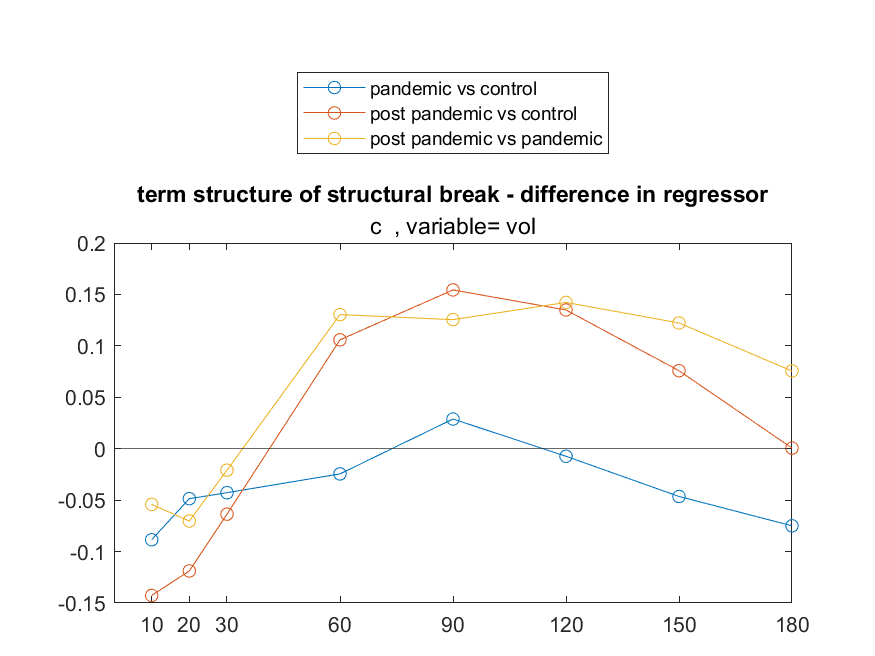 pandemic vs control
post pandemic vs control
post pandemic vs pandemic
term structure of structural break - difference in regressor
c  , variable= vol
0.2
0.15
0.1
0.05
0
-0.05
-0.1
-0.15
10 20 30 60 90 120 150 180